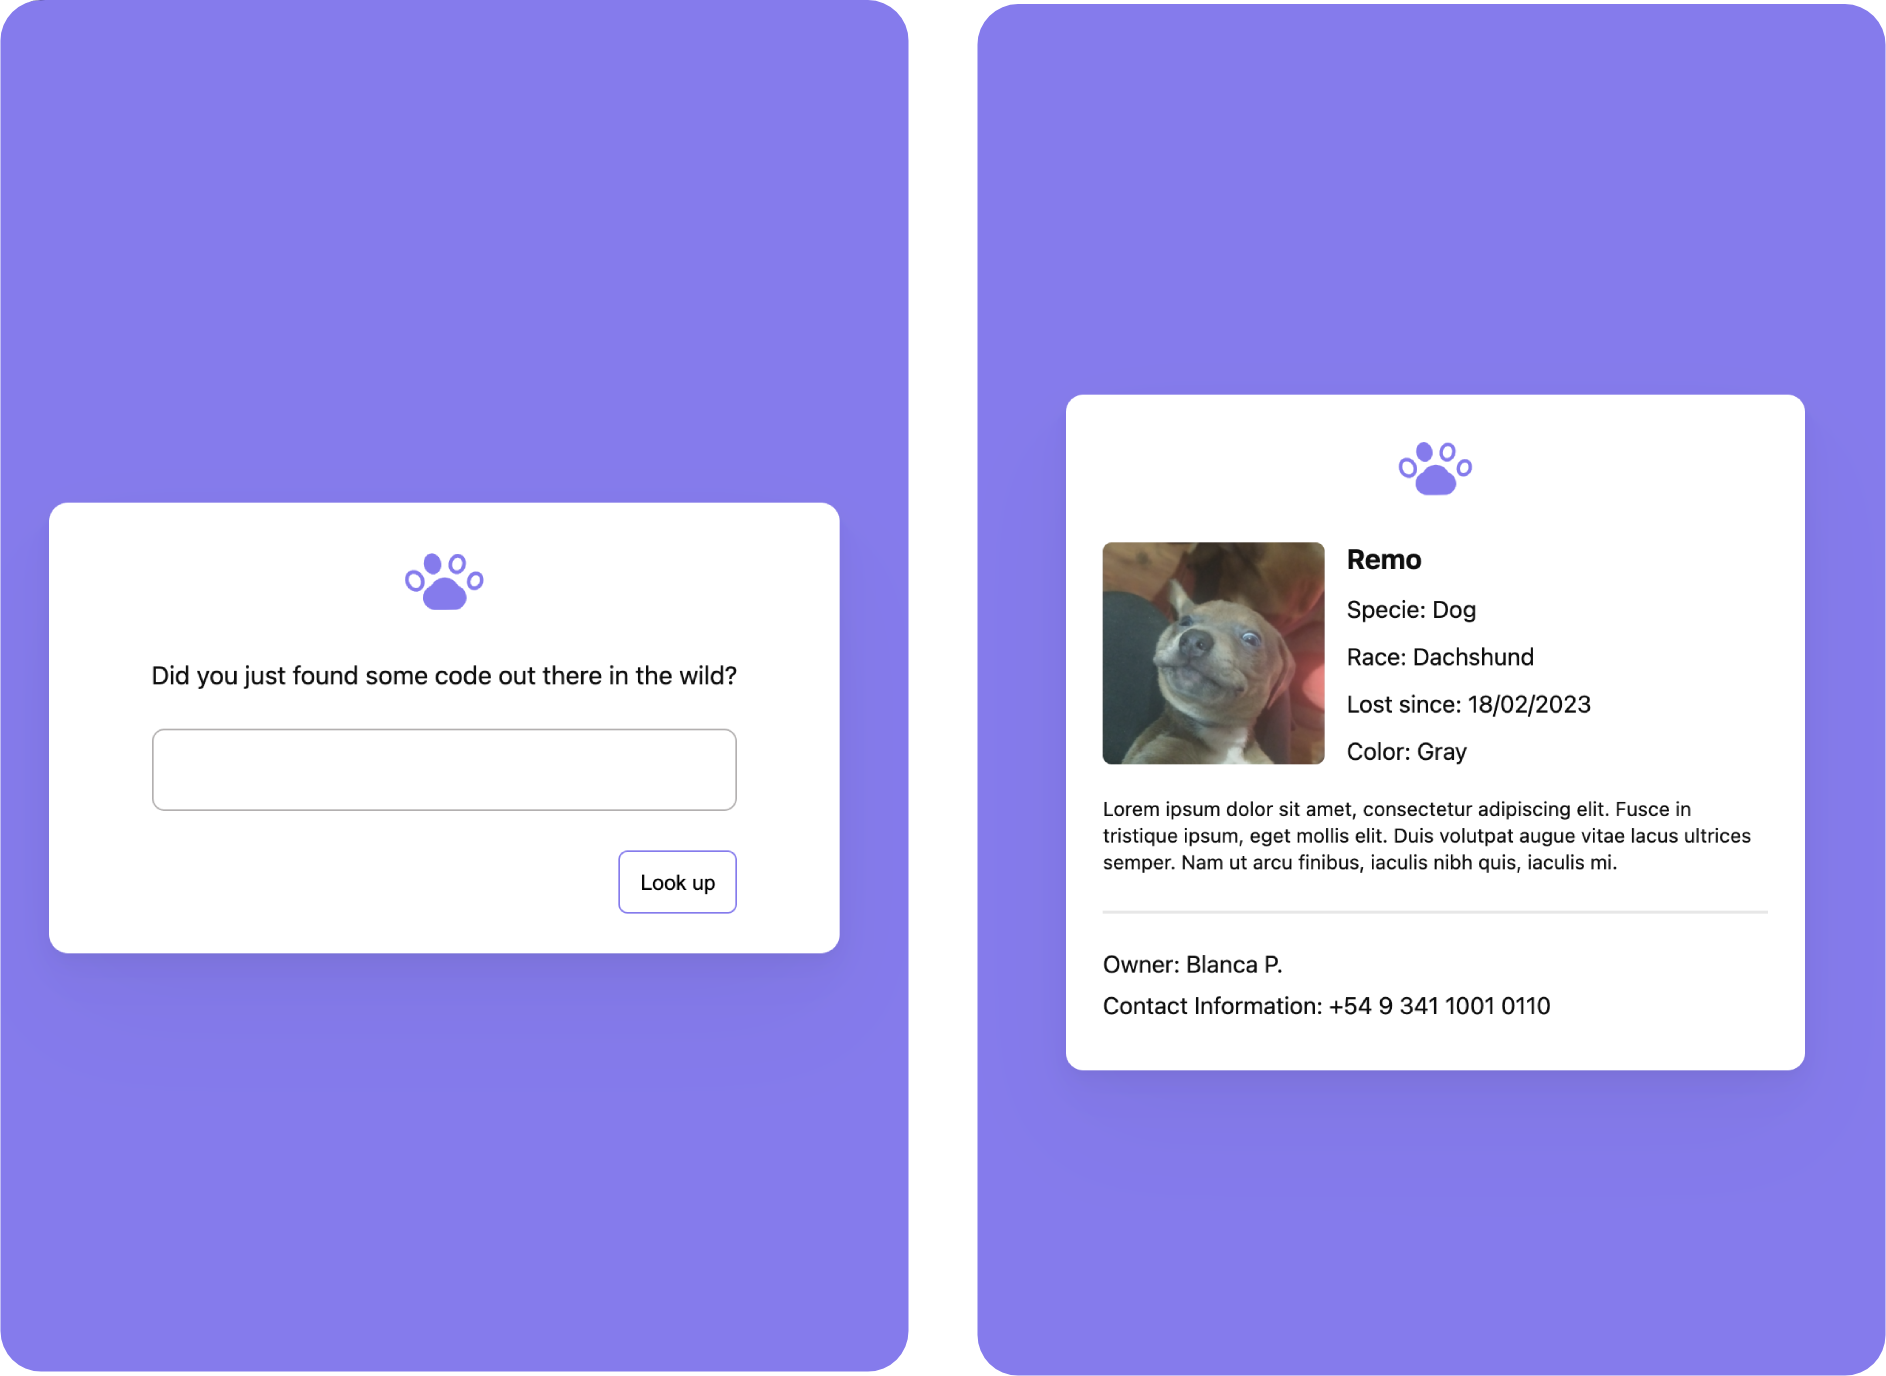 Did you just found some code out there in the wild?
Look up
Remo
Specie: Dog
Race: Dachshund
Lost since: 18/02/2023
Color: Gray
Lorem ipsum dolor sit amet, consectetur adipiscing elit. Fusce in
tristique ipsum, eget mollis elit. Duis volutpat augue vitae lacus ultrices
semper. Nam ut arcu finibus, iaculis nibh quis, iaculis mi.
Owner: Blanca P.
Contact Information: +54 9 341 1001 0110